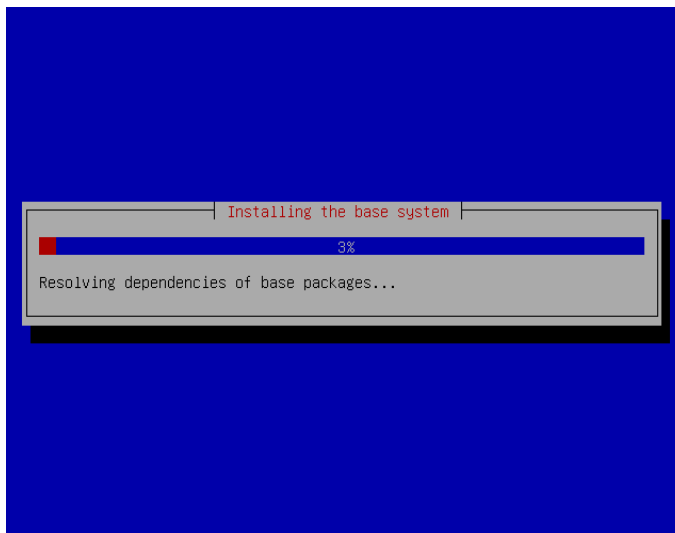 Installing the base system
3%
Resolving dependencies of base packages...